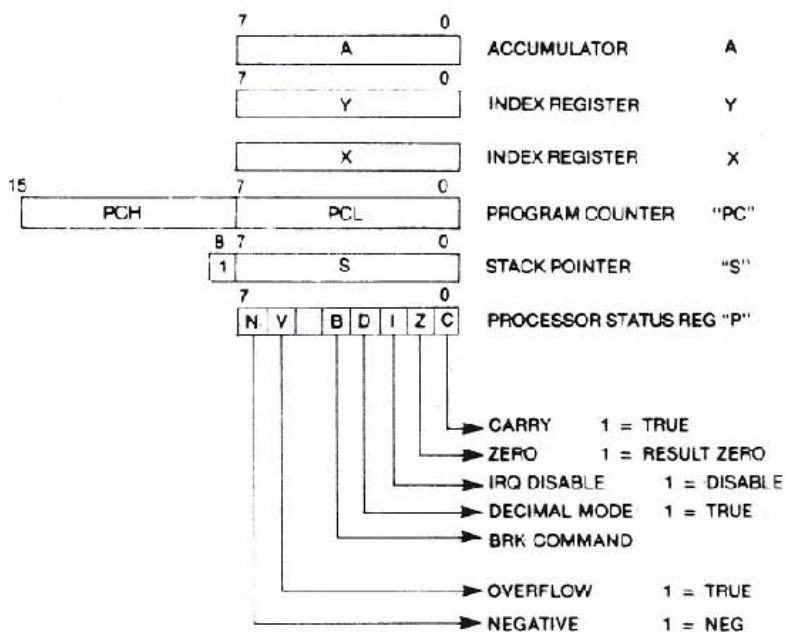 7 0
A ACCUMULATOR A
7 0
Y INDEX REGISTER Y
X INDEX REGISTER X
15 7 0
PCH PCL PROGRAM COUNTER "PC"
8 7 0
1 S STACK POINTER "S"
7 0
N V B D I Z C PROCESSOR STATUS REG "P"
CARRY 1 = TRUE
ZERO 1 = RESULT ZERO
IRQ DISABLE 1 = DISABLE
DECIMAL MODE 1 = TRUE
BRK COMMAND
OVERFLOW 1 = TRUE
NEGATIVE 1 = NEG